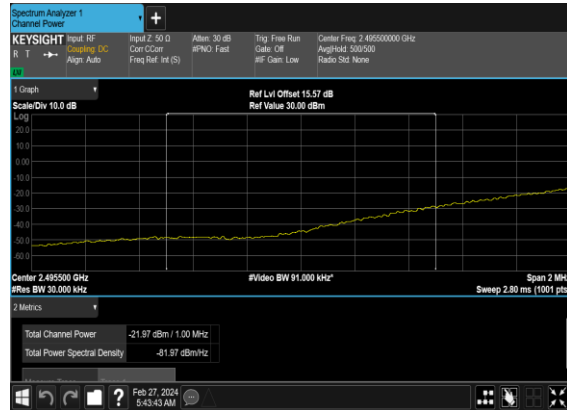 Spectrum Analyzer 1
Channel Power
+
KEYSIGHT
R T
Input: RF
Coupling: DC
Align: Auto
Input Z: 50 Ω
Corr CCorr
Freq Ref: Int (S)
Atten: 30 dB
#PNO: Fast
Trig: Free Run
Gate: Off
#IF Gain: Low
Center Freq: 2.495500000 GHz
Avg|Hold: 500/500
Radio Std: None
1 Graph
Scale/Div 10.0 dB
Ref Lvl Offset 15.57 dB
Ref Value 30.00 dBm
Log
20.0
10.0
0.00
-10.0
-20.0
-30.0
-40.0
-50.0
-60.0
Center 2.495500 GHz
#Res BW 30.000 kHz
#Video BW 91.000 kHz*
Span 2 MH
Sweep 2.80 ms (1001 pts
2 Metrics
Total Channel Power -21.97 dBm / 1.00 MHz
Total Power Spectral Density -81.97 dBm/Hz
?
Feb 27, 2024
5:43:43 AM